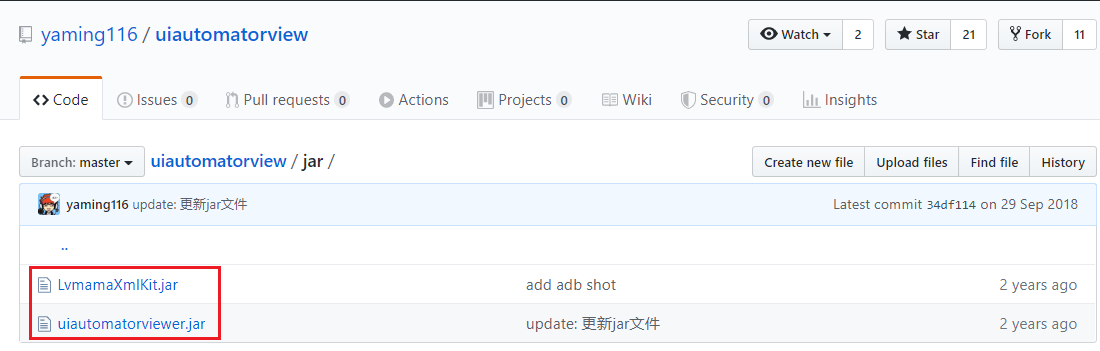 yaming116 / uiautomatorview
Watch 2 Star 21 Fork 11
Code Issues 0 Pull requests 0 Actions Projects 0 Wiki Security 0 Insights
Branch: master uiautomatorview / jar / Create new file Upload files Find file History
yaming116 update: 更新jar文件 Latest commit 34df114 on 29 Sep 2018
..
LvmamaXmlKit.jar add adb shot 2 years ago
uiautomatorviewer.jar update: 更新jar文件 2 years ago